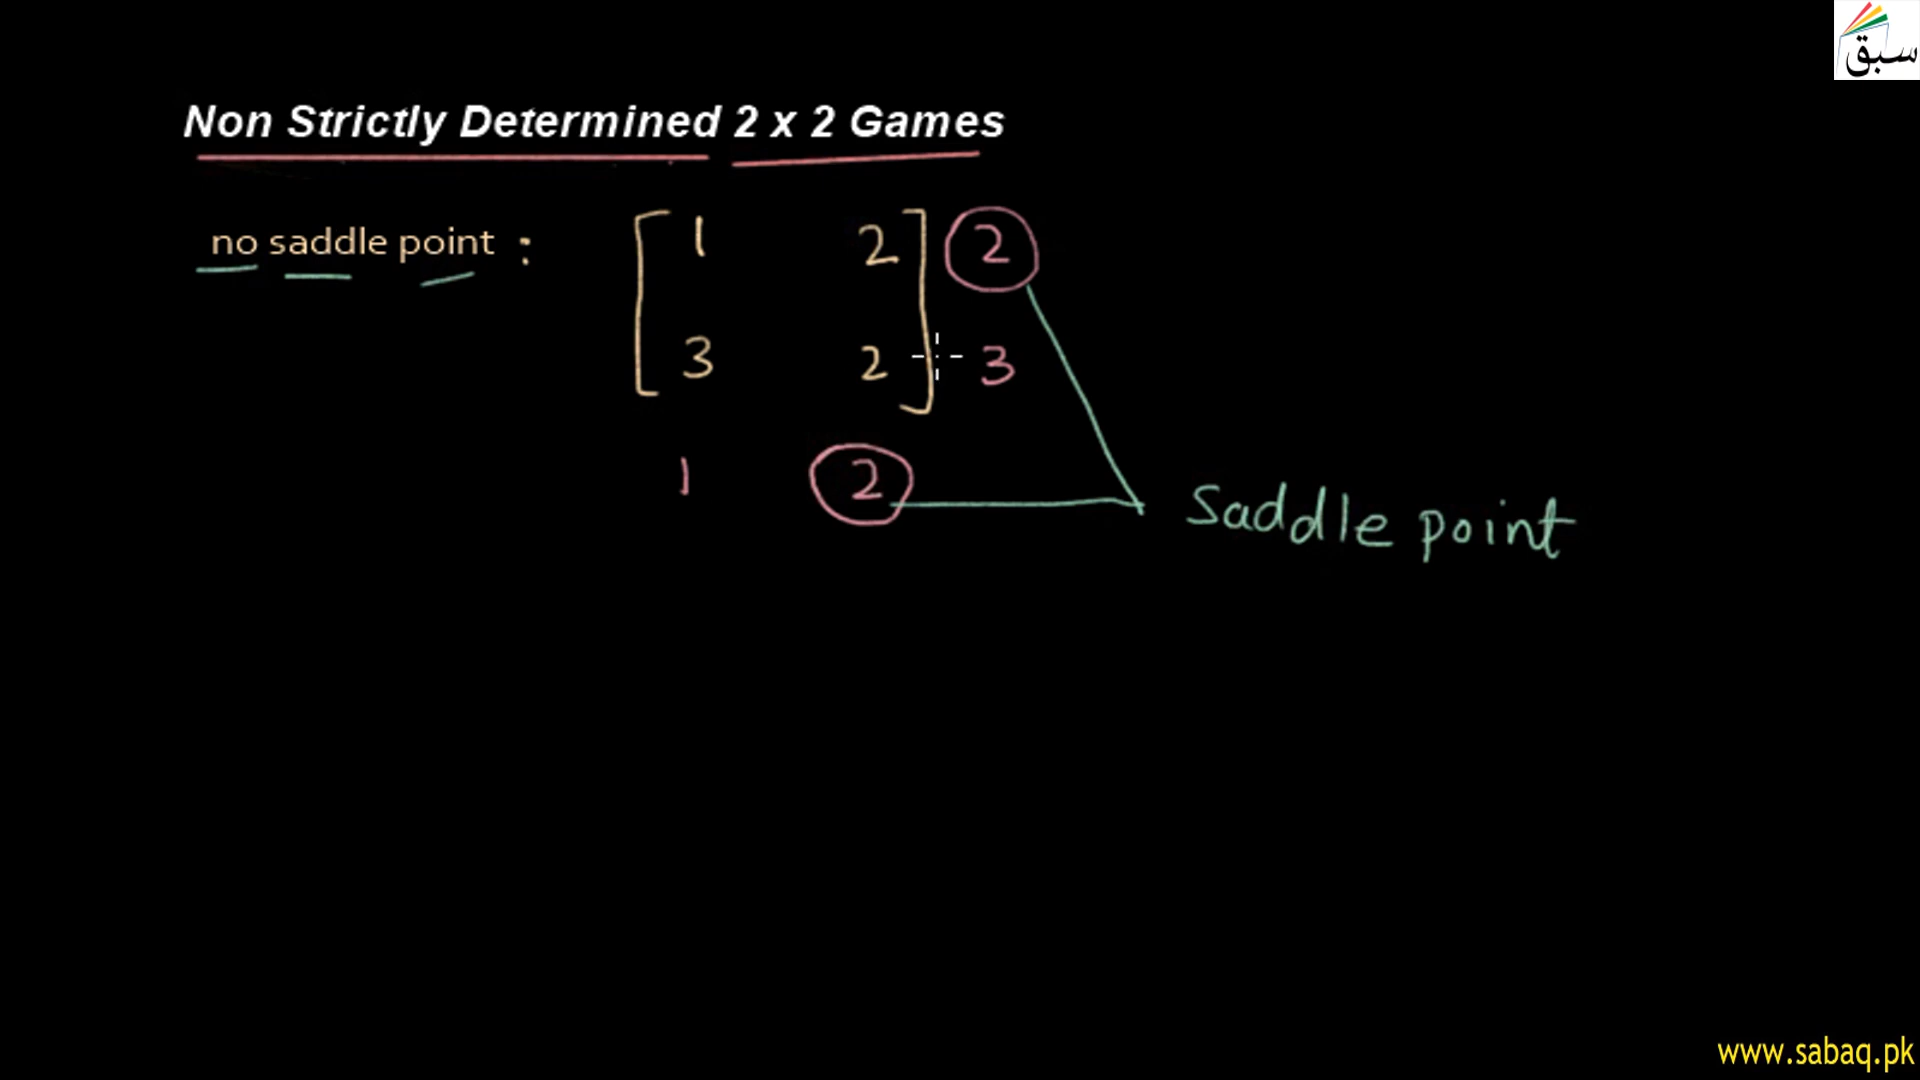 سبق
Non Strictly Determined 2 x 2 Games
no saddle point : [ 1 2 ] 2
3 2 3
1 2
Saddle point
www.sabaq.pk